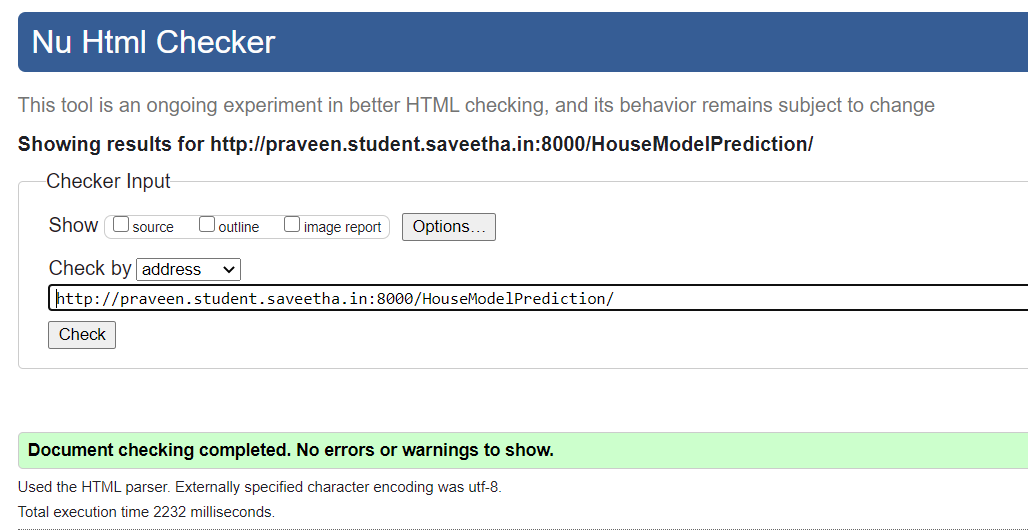 Nu Html Checker
This tool is an ongoing experiment in better HTML checking, and its behavior remains subject to change
Showing results for http://praveen.student.saveetha.in:8000/HouseModelPrediction/
Checker Input
Show source outline image report Options...
Check by address
http://praveen.student.saveetha.in:8000/HouseModelPrediction/
Check
Document checking completed. No errors or warnings to show.
Used the HTML parser. Externally specified character encoding was utf-8.
Total execution time 2232 milliseconds.